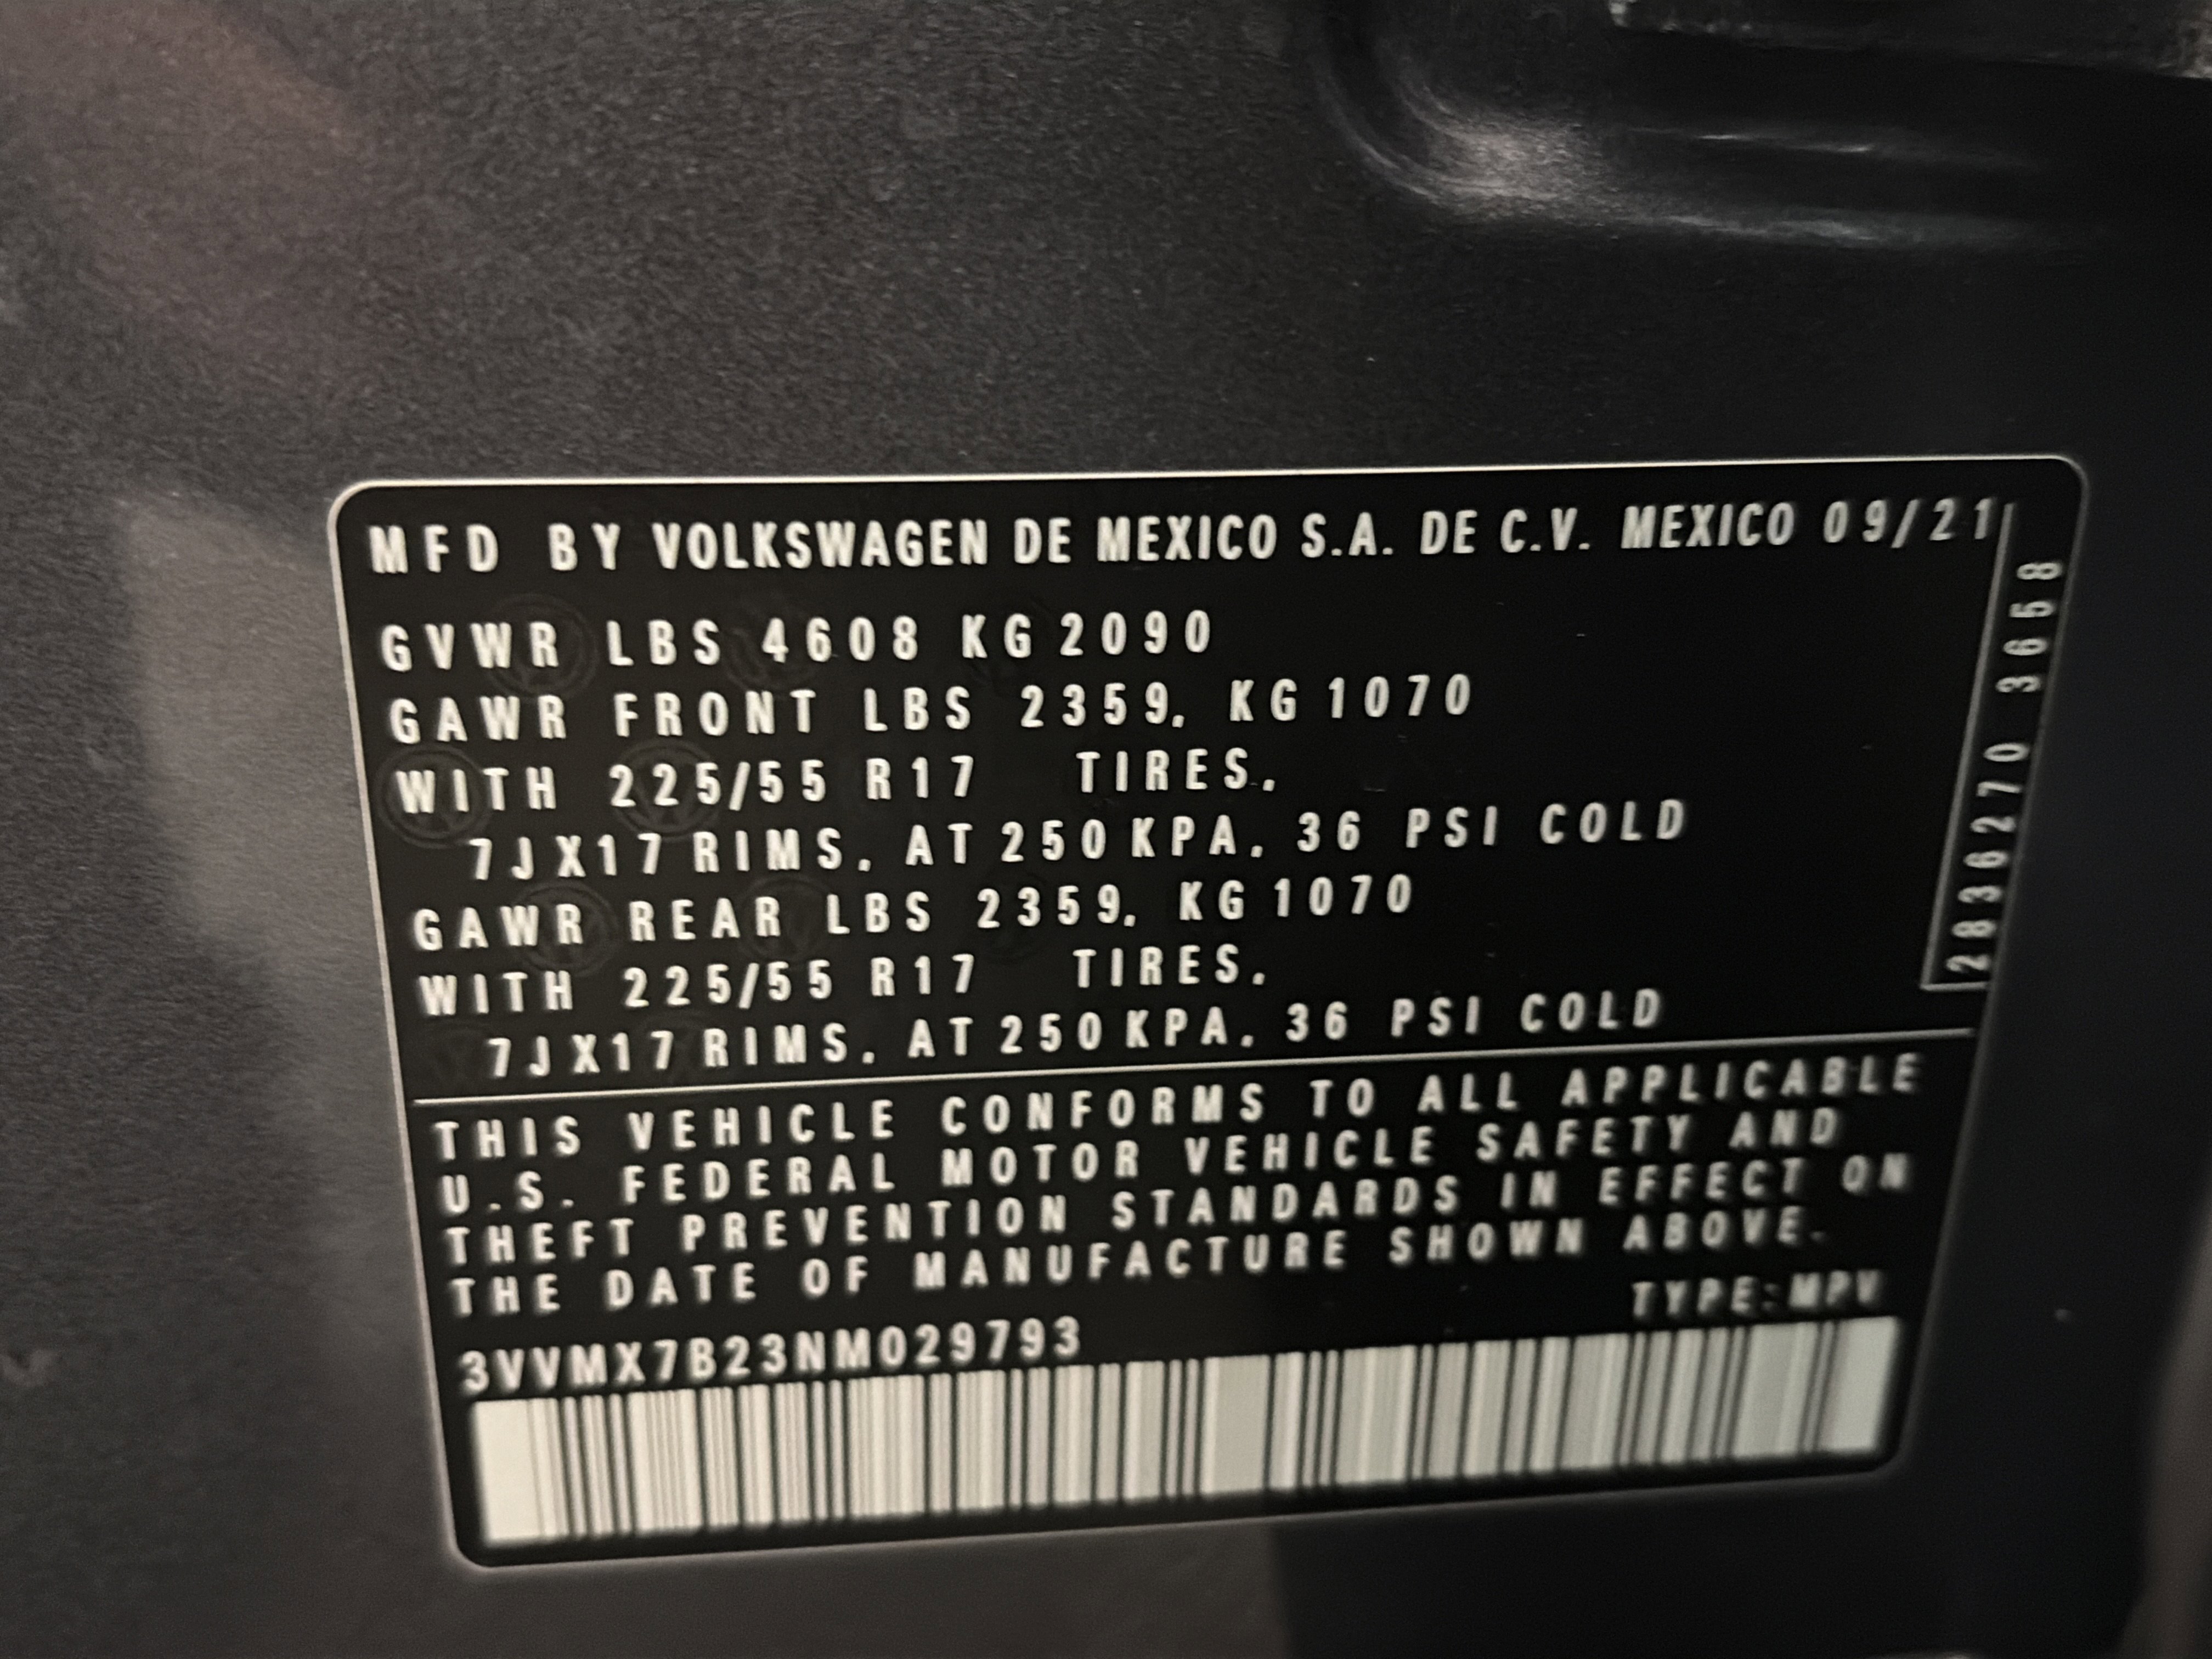 MFD BY VOLKSWAGEN DE MEXICO S.A. DE C.V. MEXICO 09/21
GVWR LBS 4608 KG 2090
GAWR FRONT LBS 2359, KG 1070
WITH 225/55 R17 TIRES,
7JX17 RIMS, AT 250 KPA, 36 PSI COLD
GAWR REAR LBS 2359, KG 1070
WITH 225/55 R17 TIRES,
7JX17 RIMS, AT 250 KPA, 36 PSI COLD
2836270 3658
THIS VEHICLE CONFORMS TO ALL APPLICABLE
U.S. FEDERAL MOTOR VEHICLE SAFETY AND
THEFT PREVENTION STANDARDS IN EFFECT ON
THE DATE OF MANUFACTURE SHOWN ABOVE.
TYPE:MPV
3VVMX7B23NM029793